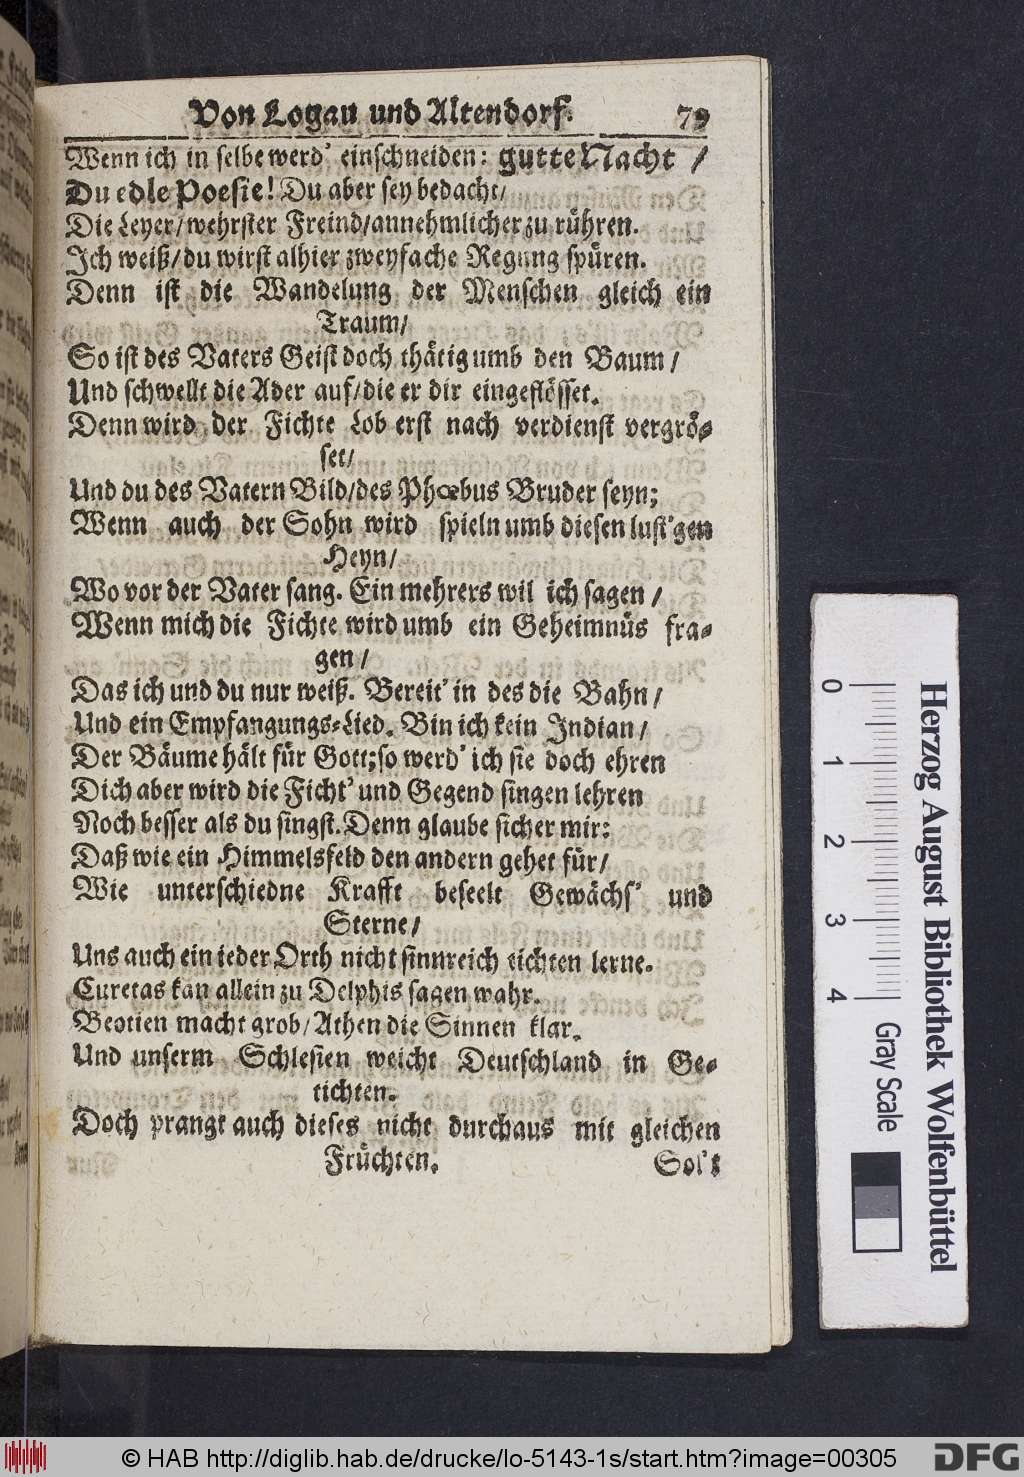 Von Logau und Altendorf. 79
Wenn ich in selbe werd' einschneiden: gutte Nacht /
Du edle Poesie! Du aber sey bedacht/
Die Leyer/wehrster Freind/annehmlicher zu rühren.
Ich weiß/du wirst alhier zweyfache Regung spüren.
Denn ist die Wandelung der Menschen gleich ein
Traum/
So ist des Vaters Geist doch thätig umb den Baum /
Und schwellt die Ader auf/die er dir eingeflösset.
Denn wird der Fichte Lob erst nach verdienst vergrö-
set/
Und du des Vatern Bild/des Phœbus Bruder seyn;
Wenn auch der Sohn wird spieln umb diesen lust'gen
Heyn/
Wo vor der Vater sang. Ein mehrers wil ich sagen /
Wenn mich die Fichte wird umb ein Geheimnüs fra-
gen /
Das ich und du nur weiß. Bereit' in des die Bahn/
Und ein Empfangungs-Lied. Bin ich kein Indian/
Der Bäume hält für Gott; so werd' ich sie doch ehren
Dich aber wird die Ficht' und Gegend singen lehren
Noch besser als du singst. Denn glaube sicher mir:
Daß wie ein Himmelsfeld den andern gehet für/
Wie unterschiedne Krafft beseelt Gewächs' und
Sterne/
Uns auch ein ieder Orth nicht sinnreich tichten lerne.
Curetas kan allein zu Delphis sagen wahr.
Beotien macht grob/Athen die Sinnen klar.
Und unserm Schlesien weicht Deutschland in Ge-
tichten.
Doch prangt auch dieses nicht durchaus mit gleichen
Früchten. Sol't
0 1 2 3 4 Gray Scale
Herzog August Bibliothek Wolfenbüttel
© HAB http://diglib.hab.de/drucke/lo-5143-1s/start.htm?image=00305 DFG